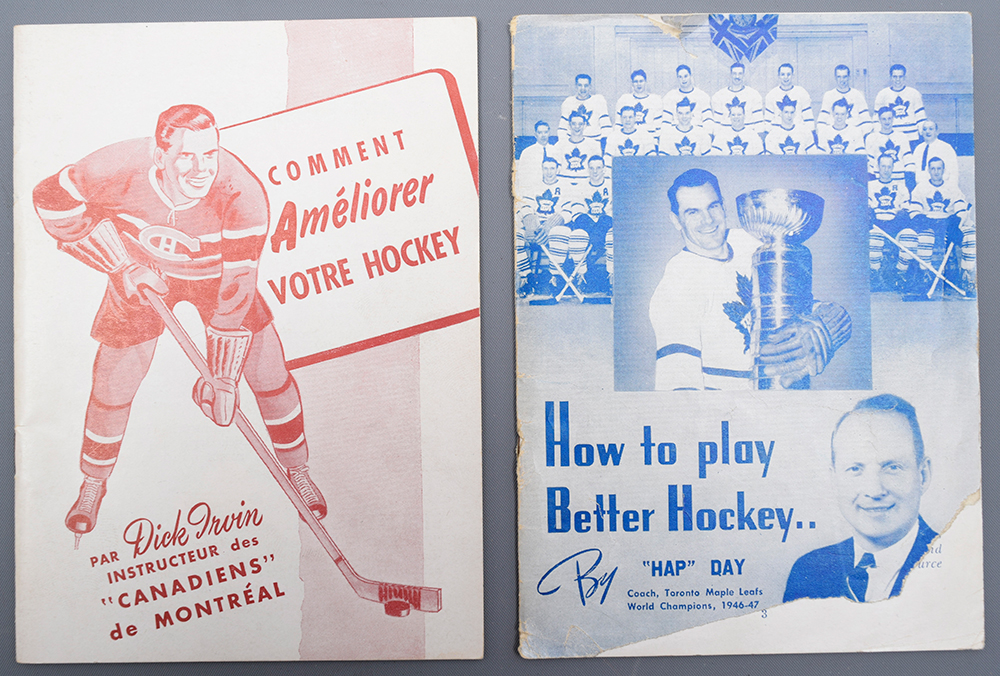 COMMENT
Améliorer
VOTRE HOCKEY
PAR Dick Irvin
INSTRUCTEUR des
"CANADIENS"
de MONTRÉAL
How to play
Better Hockey..
By "HAP" DAY
Coach, Toronto Maple Leafs
World Champions, 1946-47
3